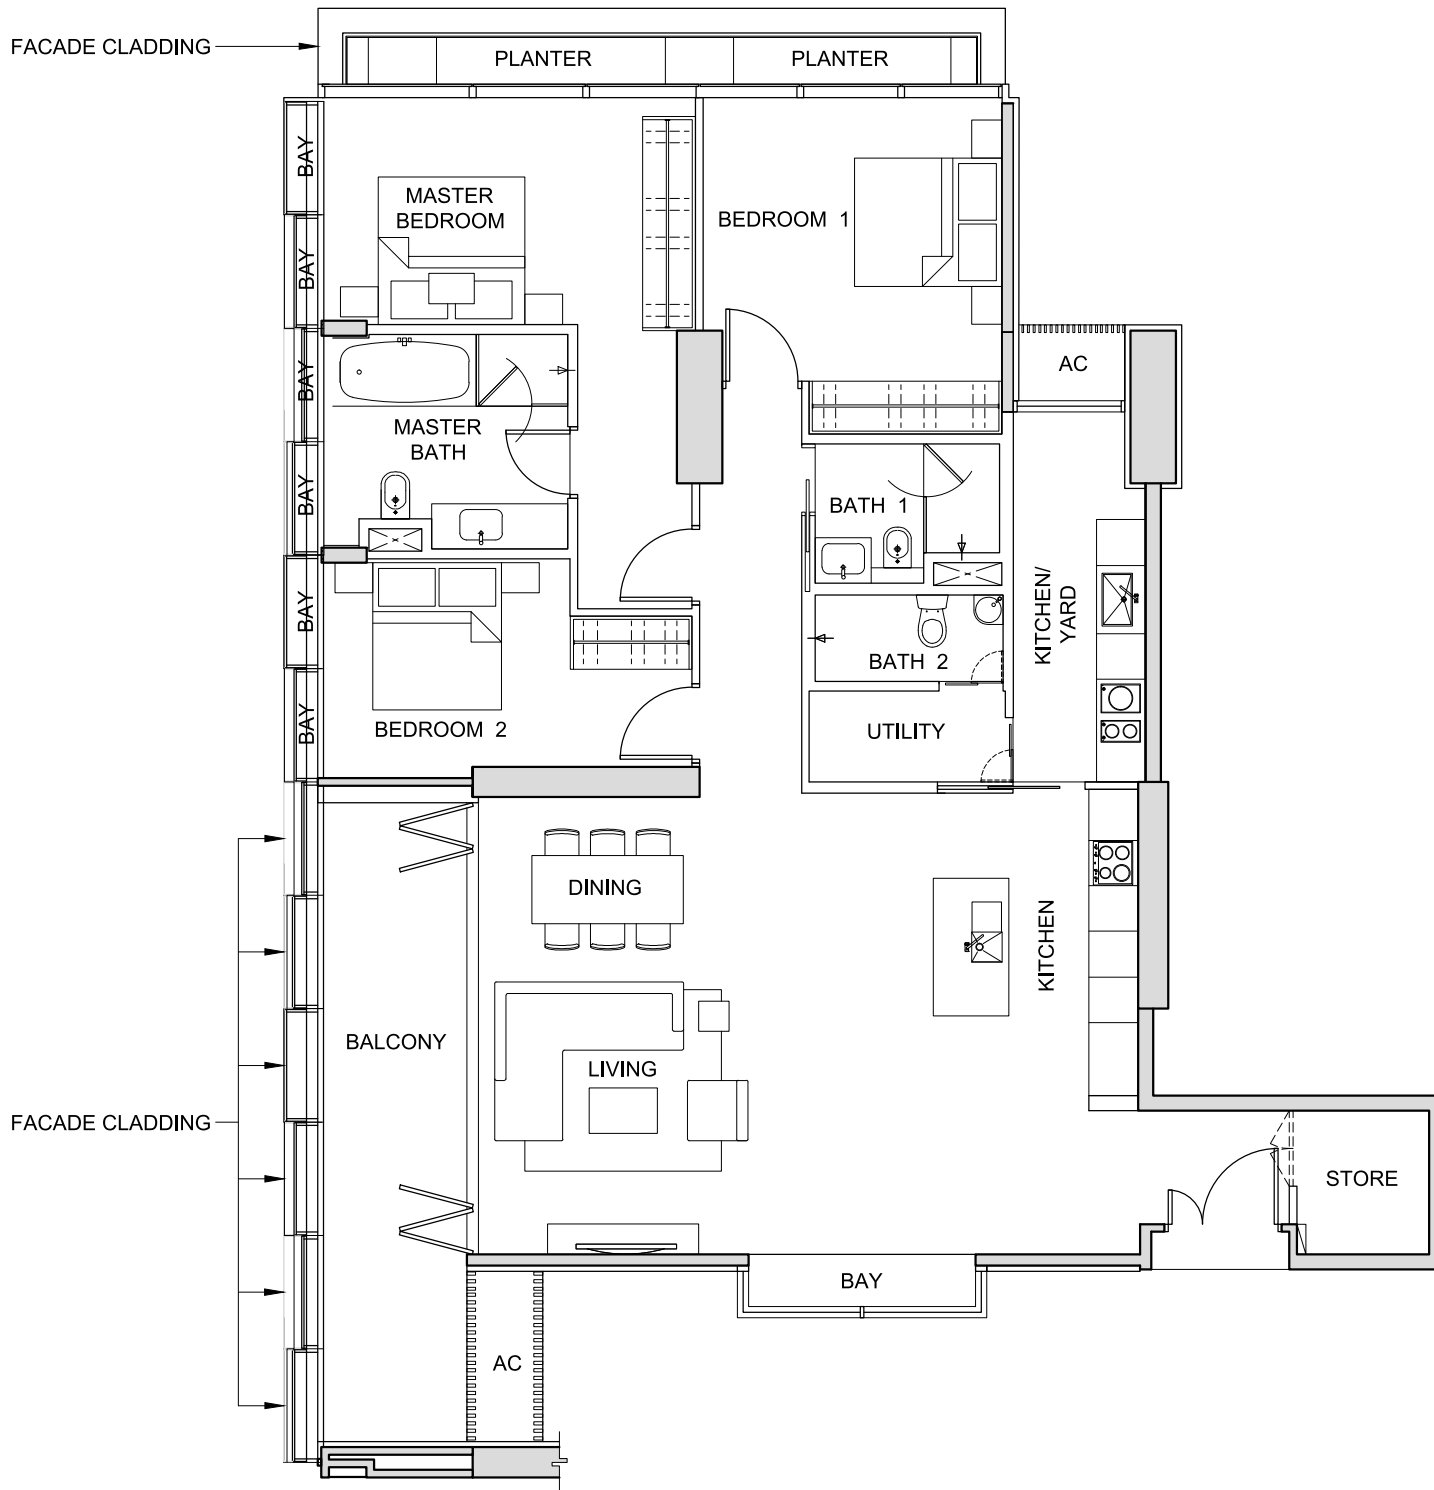 FACADE CLADDING
PLANTER
PLANTER
BAY
MASTER
BEDROOM
BEDROOM 1
BAY
AC
BAY
MASTER
BATH
BAY
BATH 1
KITCHEN/
YARD
BAY
BATH 2
BAY
BEDROOM 2
UTILITY
DINING
KITCHEN
BALCONY
LIVING
FACADE CLADDING
STORE
BAY
AC